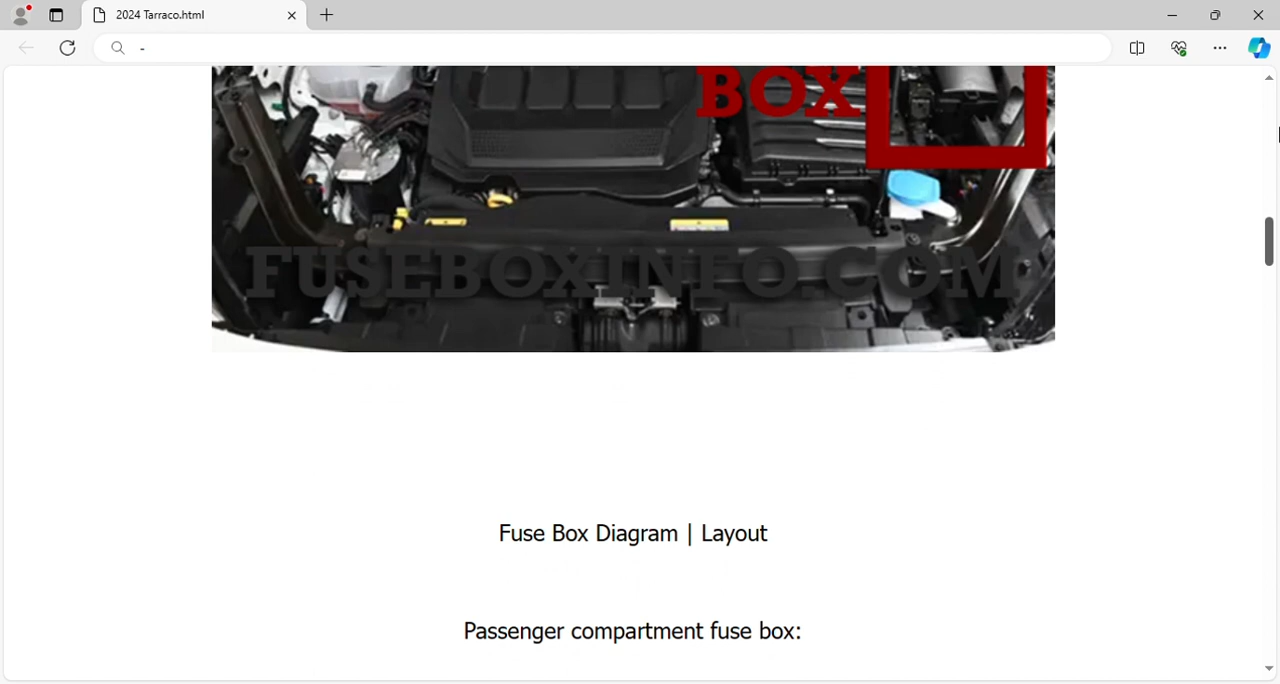 2024 Tarraco.html
-
BOX
FUSEBOXINFO.COM
Fuse Box Diagram | Layout
Passenger compartment fuse box: